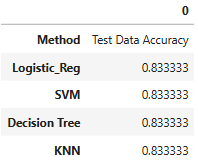 0
Method Test Data Accuracy
Logistic_Reg 0.833333
SVM 0.833333
Decision Tree 0.833333
KNN 0.833333